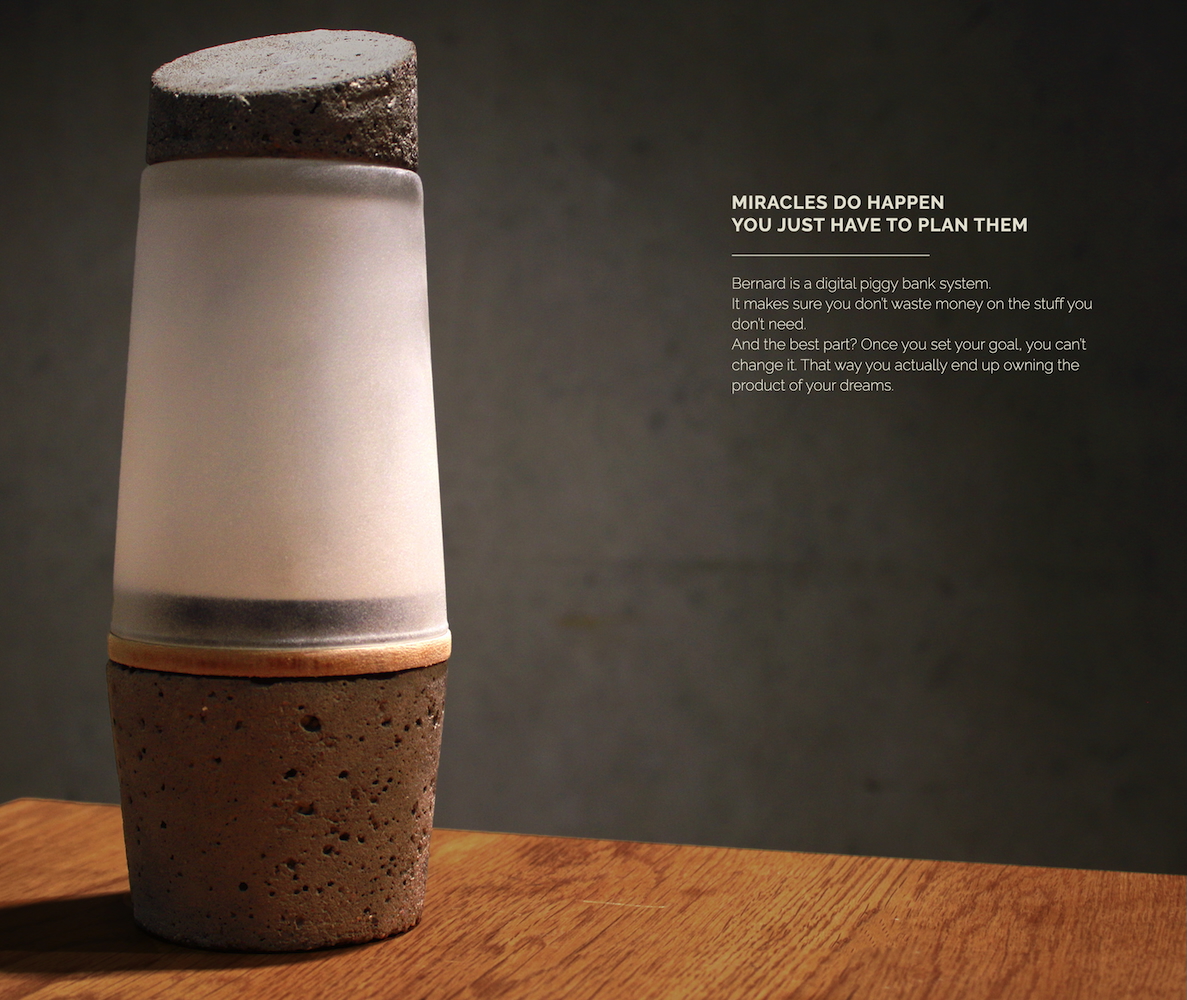 MIRACLES DO HAPPEN
YOU JUST HAVE TO PLAN THEM
Bernard is a digital piggy bank system.
It makes sure you don't waste money on the stuff you
don't need.
And the best part? Once you set your goal, you can't
change it. That way you actually end up owning the
product of your dreams.